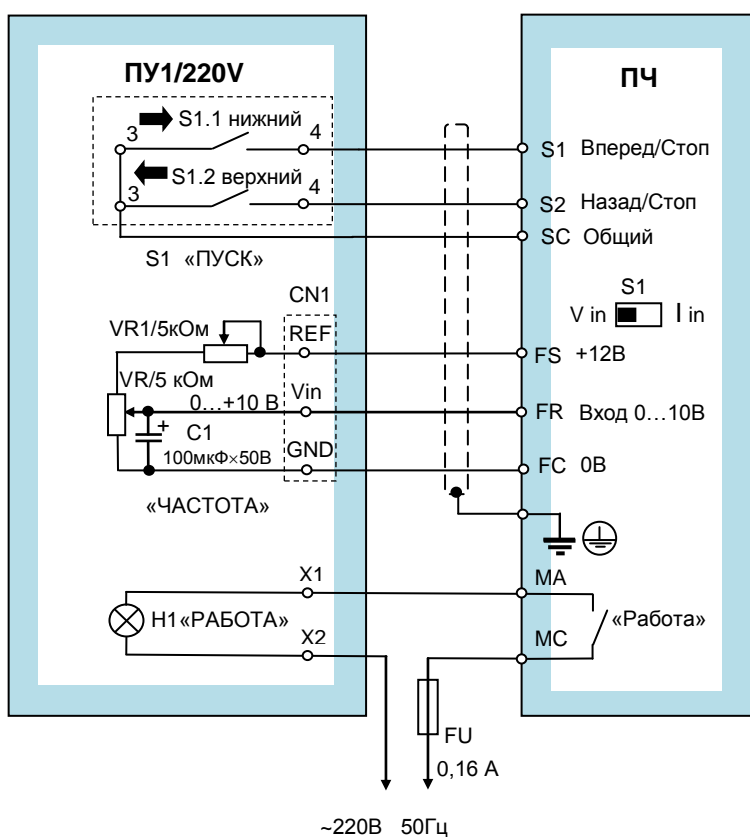 ПУ1/220V
ПЧ
S1.1 нижний
3
4
S1.2 верхний
3
4
S1 «ПУСК»
S1 Вперед/Стоп
S2 Назад/Стоп
SC Общий
S1
V in
I in
CN1
VR1/5кОм
REF
FS +12В
VR/5 кОм
0...+10 В
Vin
FR Вход 0...10В
+
C1
100мкФ×50В
GND
FC 0В
«ЧАСТОТА»
X1
MA
H1«РАБОТА»
«Работа»
X2
MC
FU
0,16 А
~220В 50Гц